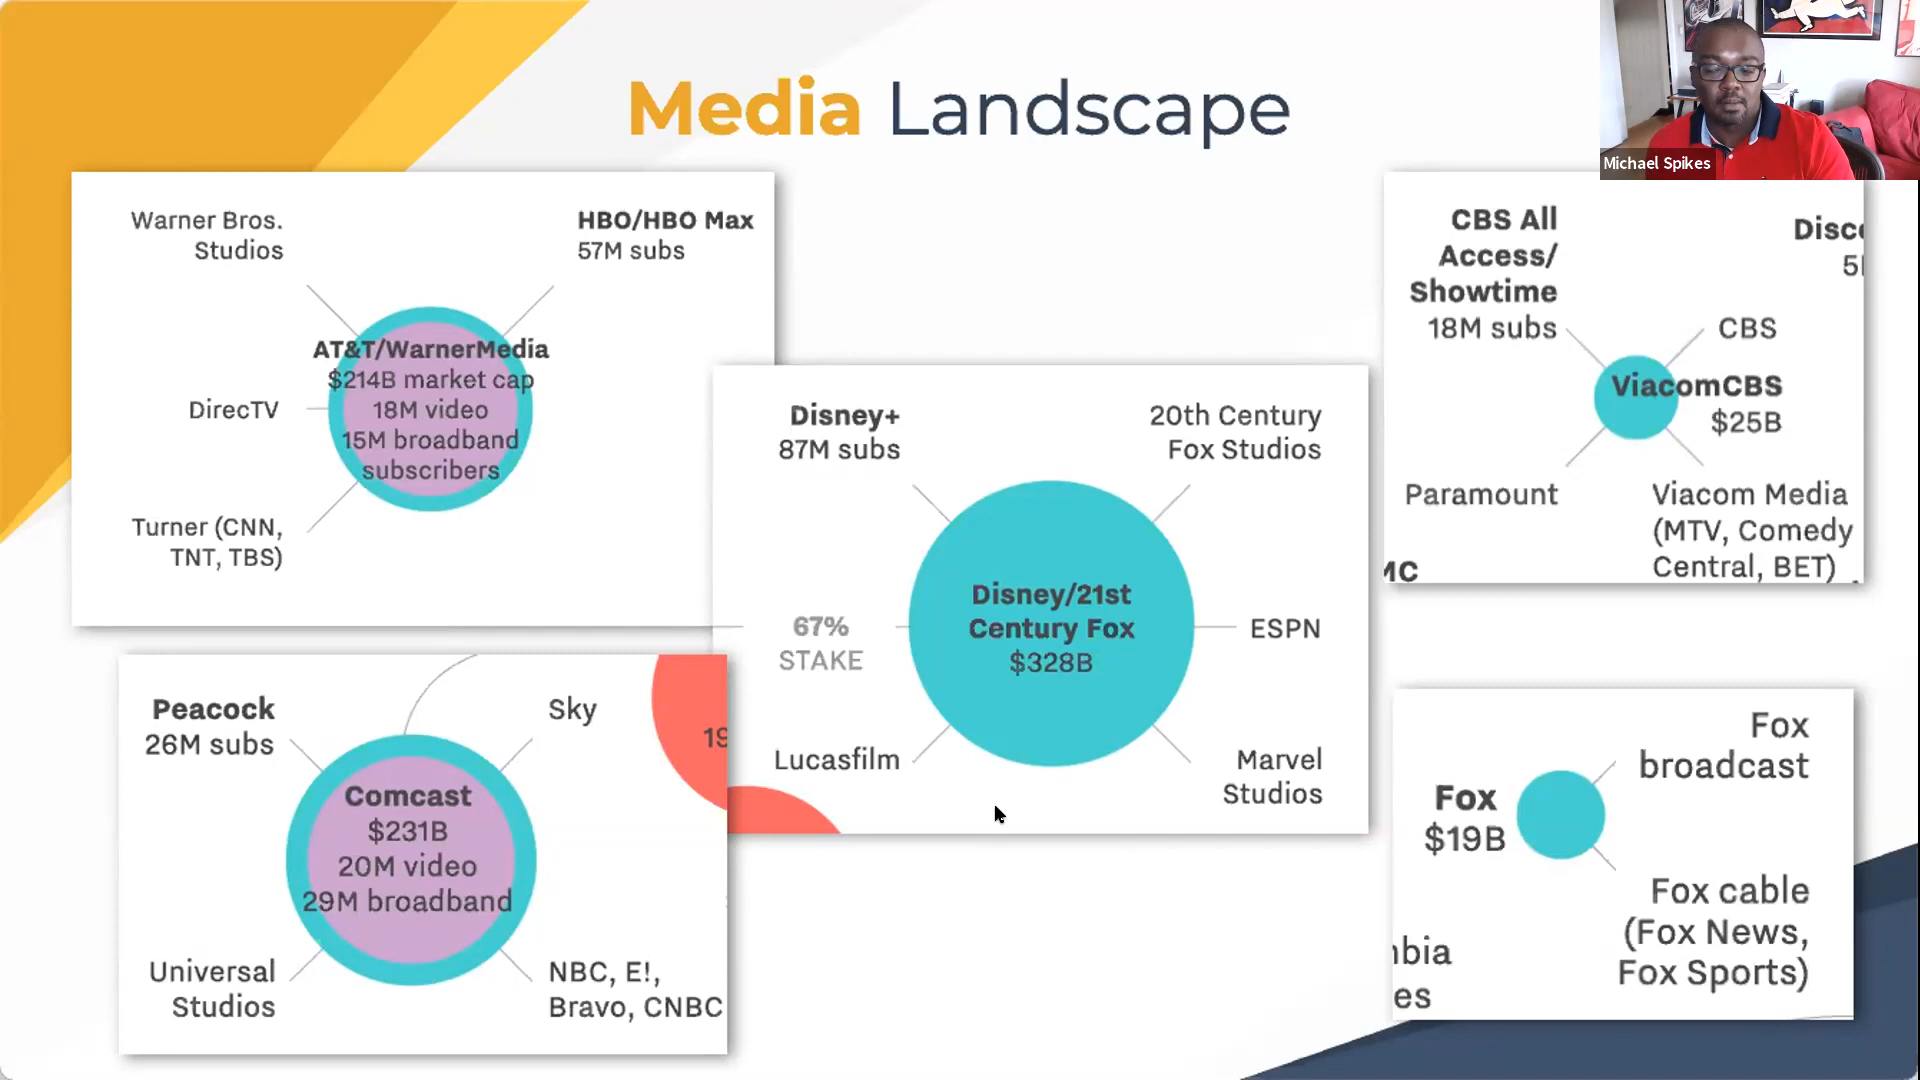 Media Landscape
Michael Spikes
Warner Bros.
Studios
HBO/HBO Max
57M subs
AT&T/WarnerMedia
$214B market cap
18M video
15M broadband
subscribers
DirecTV
Turner (CNN,
TNT, TBS)
Disney+
87M subs
20th Century
Fox Studios
67%
STAKE
Disney/21st
Century Fox
$328B
ESPN
Lucasfilm
Marvel
Studios
CBS All
Access/
Showtime
18M subs
CBS
ViacomCBS
$25B
Paramount
Viacom Media
(MTV, Comedy
Central, BET)
Peacock
26M subs
Sky
19
Comcast
$231B
20M video
29M broadband
Universal
Studios
NBC, E!,
Bravo, CNBC
Fox
broadcast
Fox
$19B
Fox cable
(Fox News,
Fox Sports)